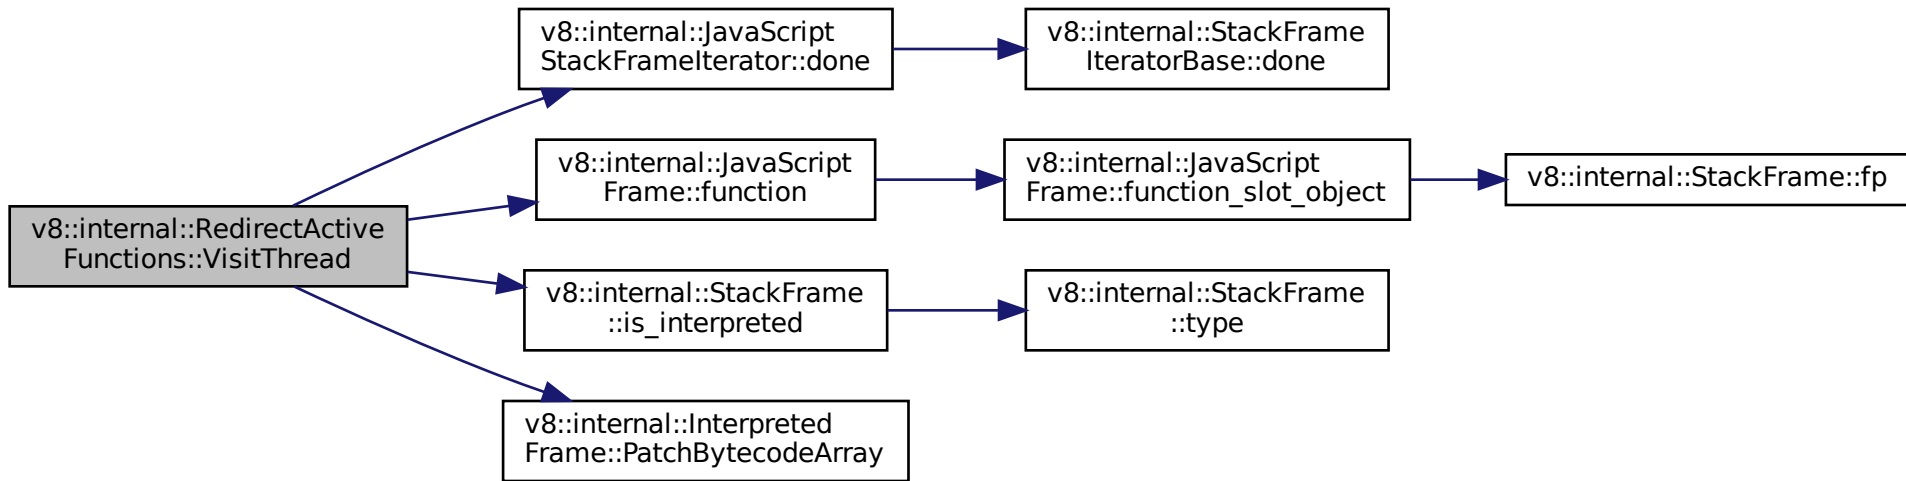 v8::internal::JavaScript
StackFrameIterator::done
v8::internal::StackFrame
IteratorBase::done
v8::internal::JavaScript
Frame::function
v8::internal::JavaScript
Frame::function_slot_object
v8::internal::StackFrame::fp
v8::internal::RedirectActive
Functions::VisitThread
v8::internal::StackFrame
::is_interpreted
v8::internal::StackFrame
::type
v8::internal::Interpreted
Frame::PatchBytecodeArray